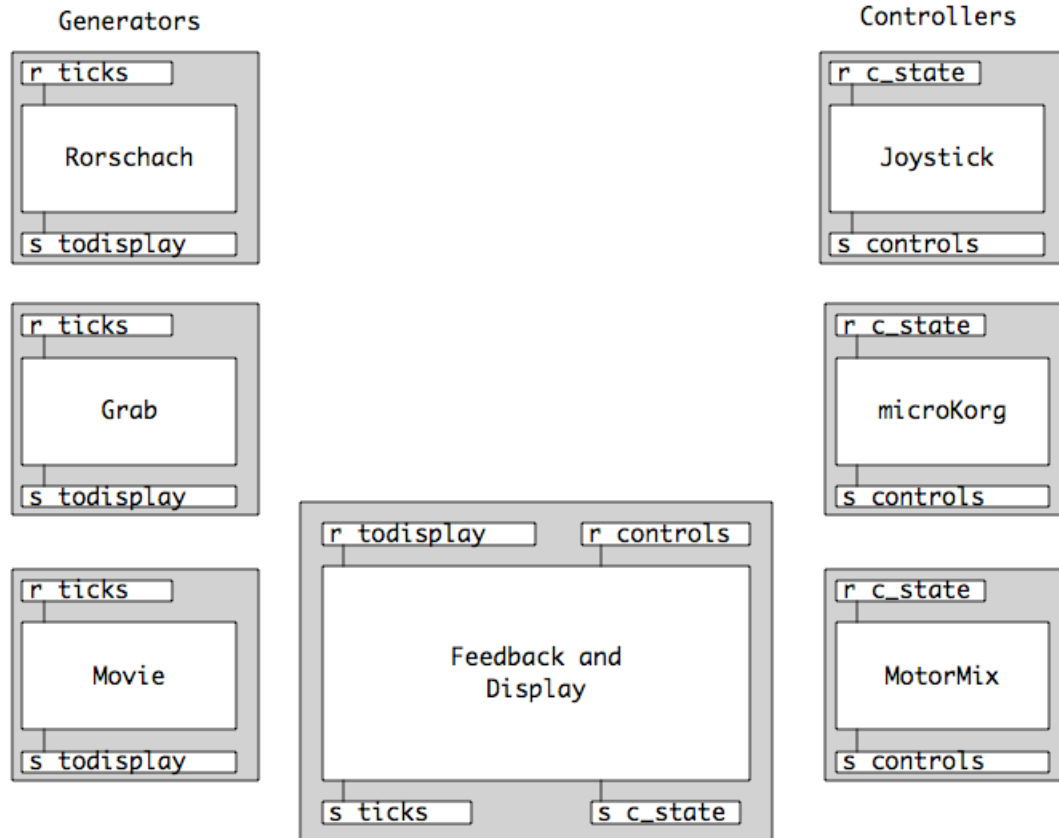 Generators
r ticks
Rorschach
s todisplay
r ticks
Grab
s todisplay
r ticks
Movie
s todisplay
r todisplay
r controls
Feedback and
Display
s ticks
s c_state
Controllers
r c_state
Joystick
s controls
r c_state
microKorg
s controls
r c_state
MotorMix
s controls